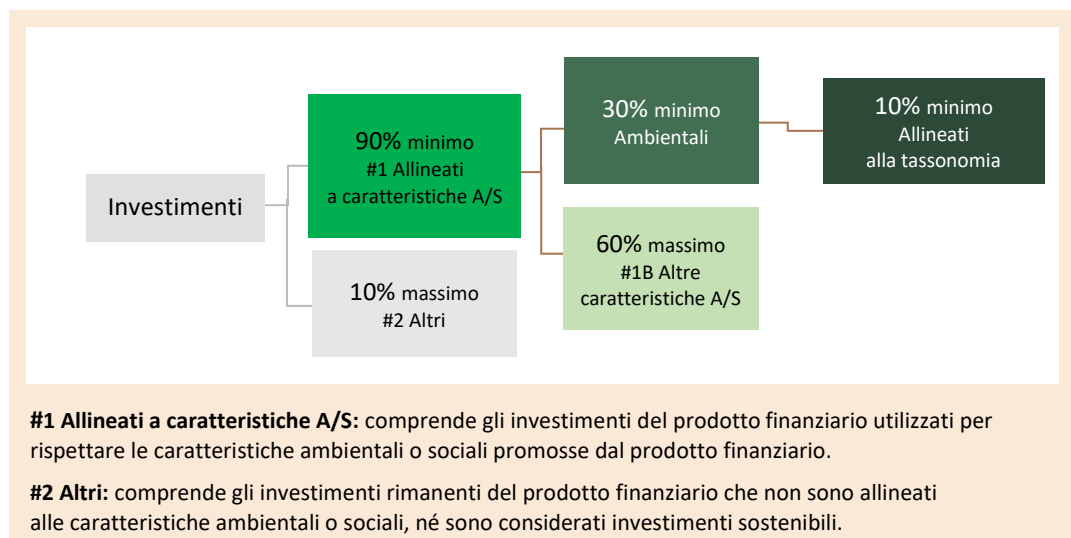 Investimenti
90% minimo
#1 Allineati
a caratteristiche A/S
10% massimo
#2 Altri
30% minimo
Ambientali
60% massimo
#1B Altre
caratteristiche A/S
10% minimo
Allineati
alla tassonomia
#1 Allineati a caratteristiche A/S: comprende gli investimenti del prodotto finanziario utilizzati per
rispettare le caratteristiche ambientali o sociali promosse dal prodotto finanziario.
#2 Altri: comprende gli investimenti rimanenti del prodotto finanziario che non sono allineati
alle caratteristiche ambientali o sociali, né sono considerati investimenti sostenibili.